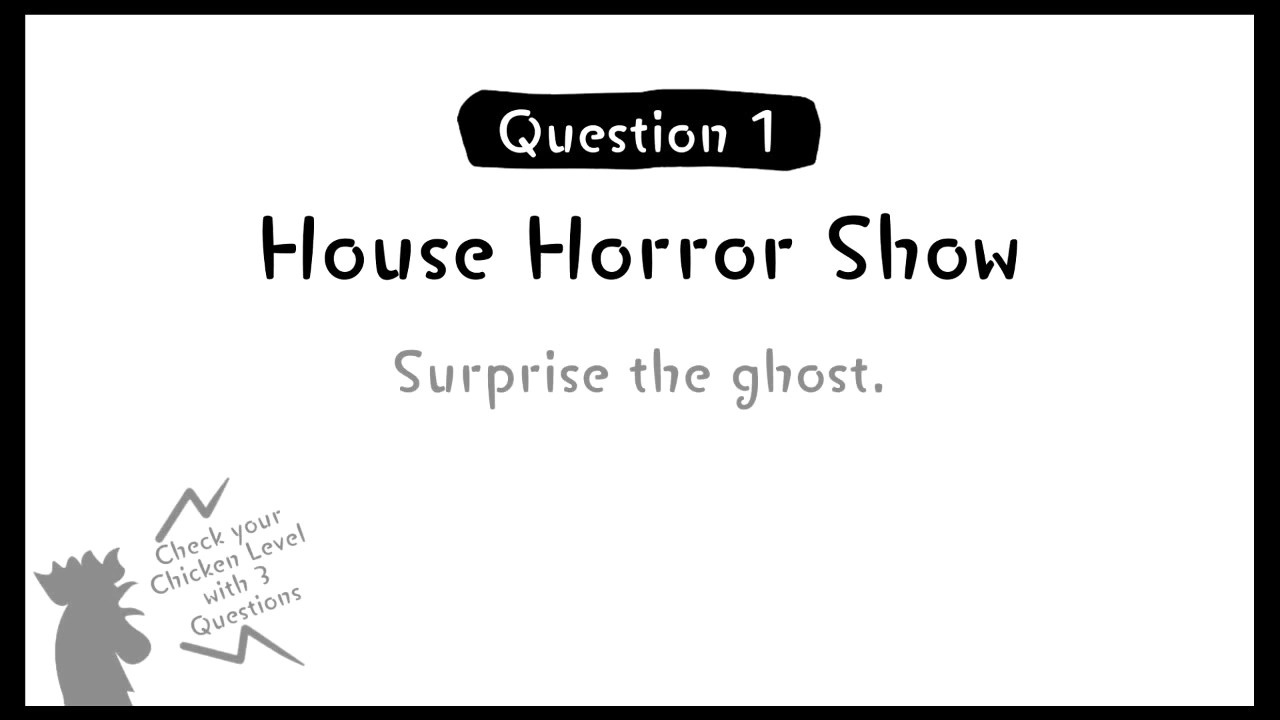 Question 1
House Horror Show
Surprise the ghost.
Check your
Chicken Level
with 3
Questions